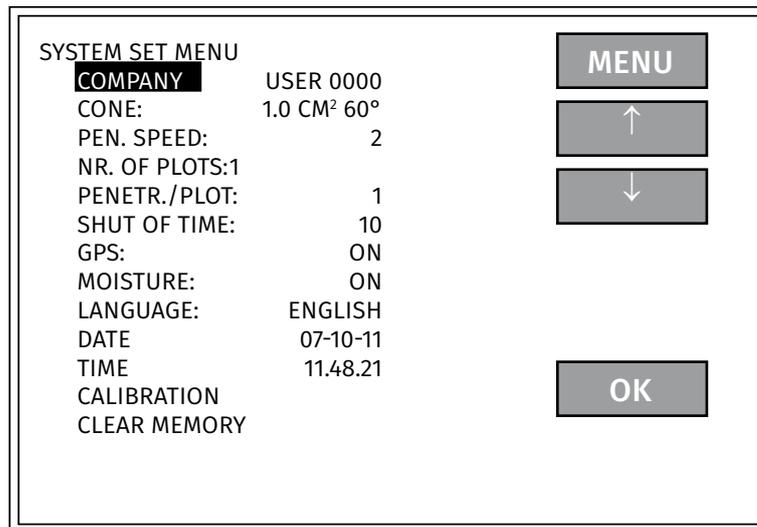 SYSTEM SET MENU
COMPANY USER 0000
CONE: 1.0 CM² 60°
PEN. SPEED: 2
NR. OF PLOTS:1
PENETR./PLOT: 1
SHUT OF TIME: 10
GPS: ON
MOISTURE: ON
LANGUAGE: ENGLISH
DATE 07-10-11
TIME 11.48.21
CALIBRATION
CLEAR MEMORY
MENU
↑
↓
OK